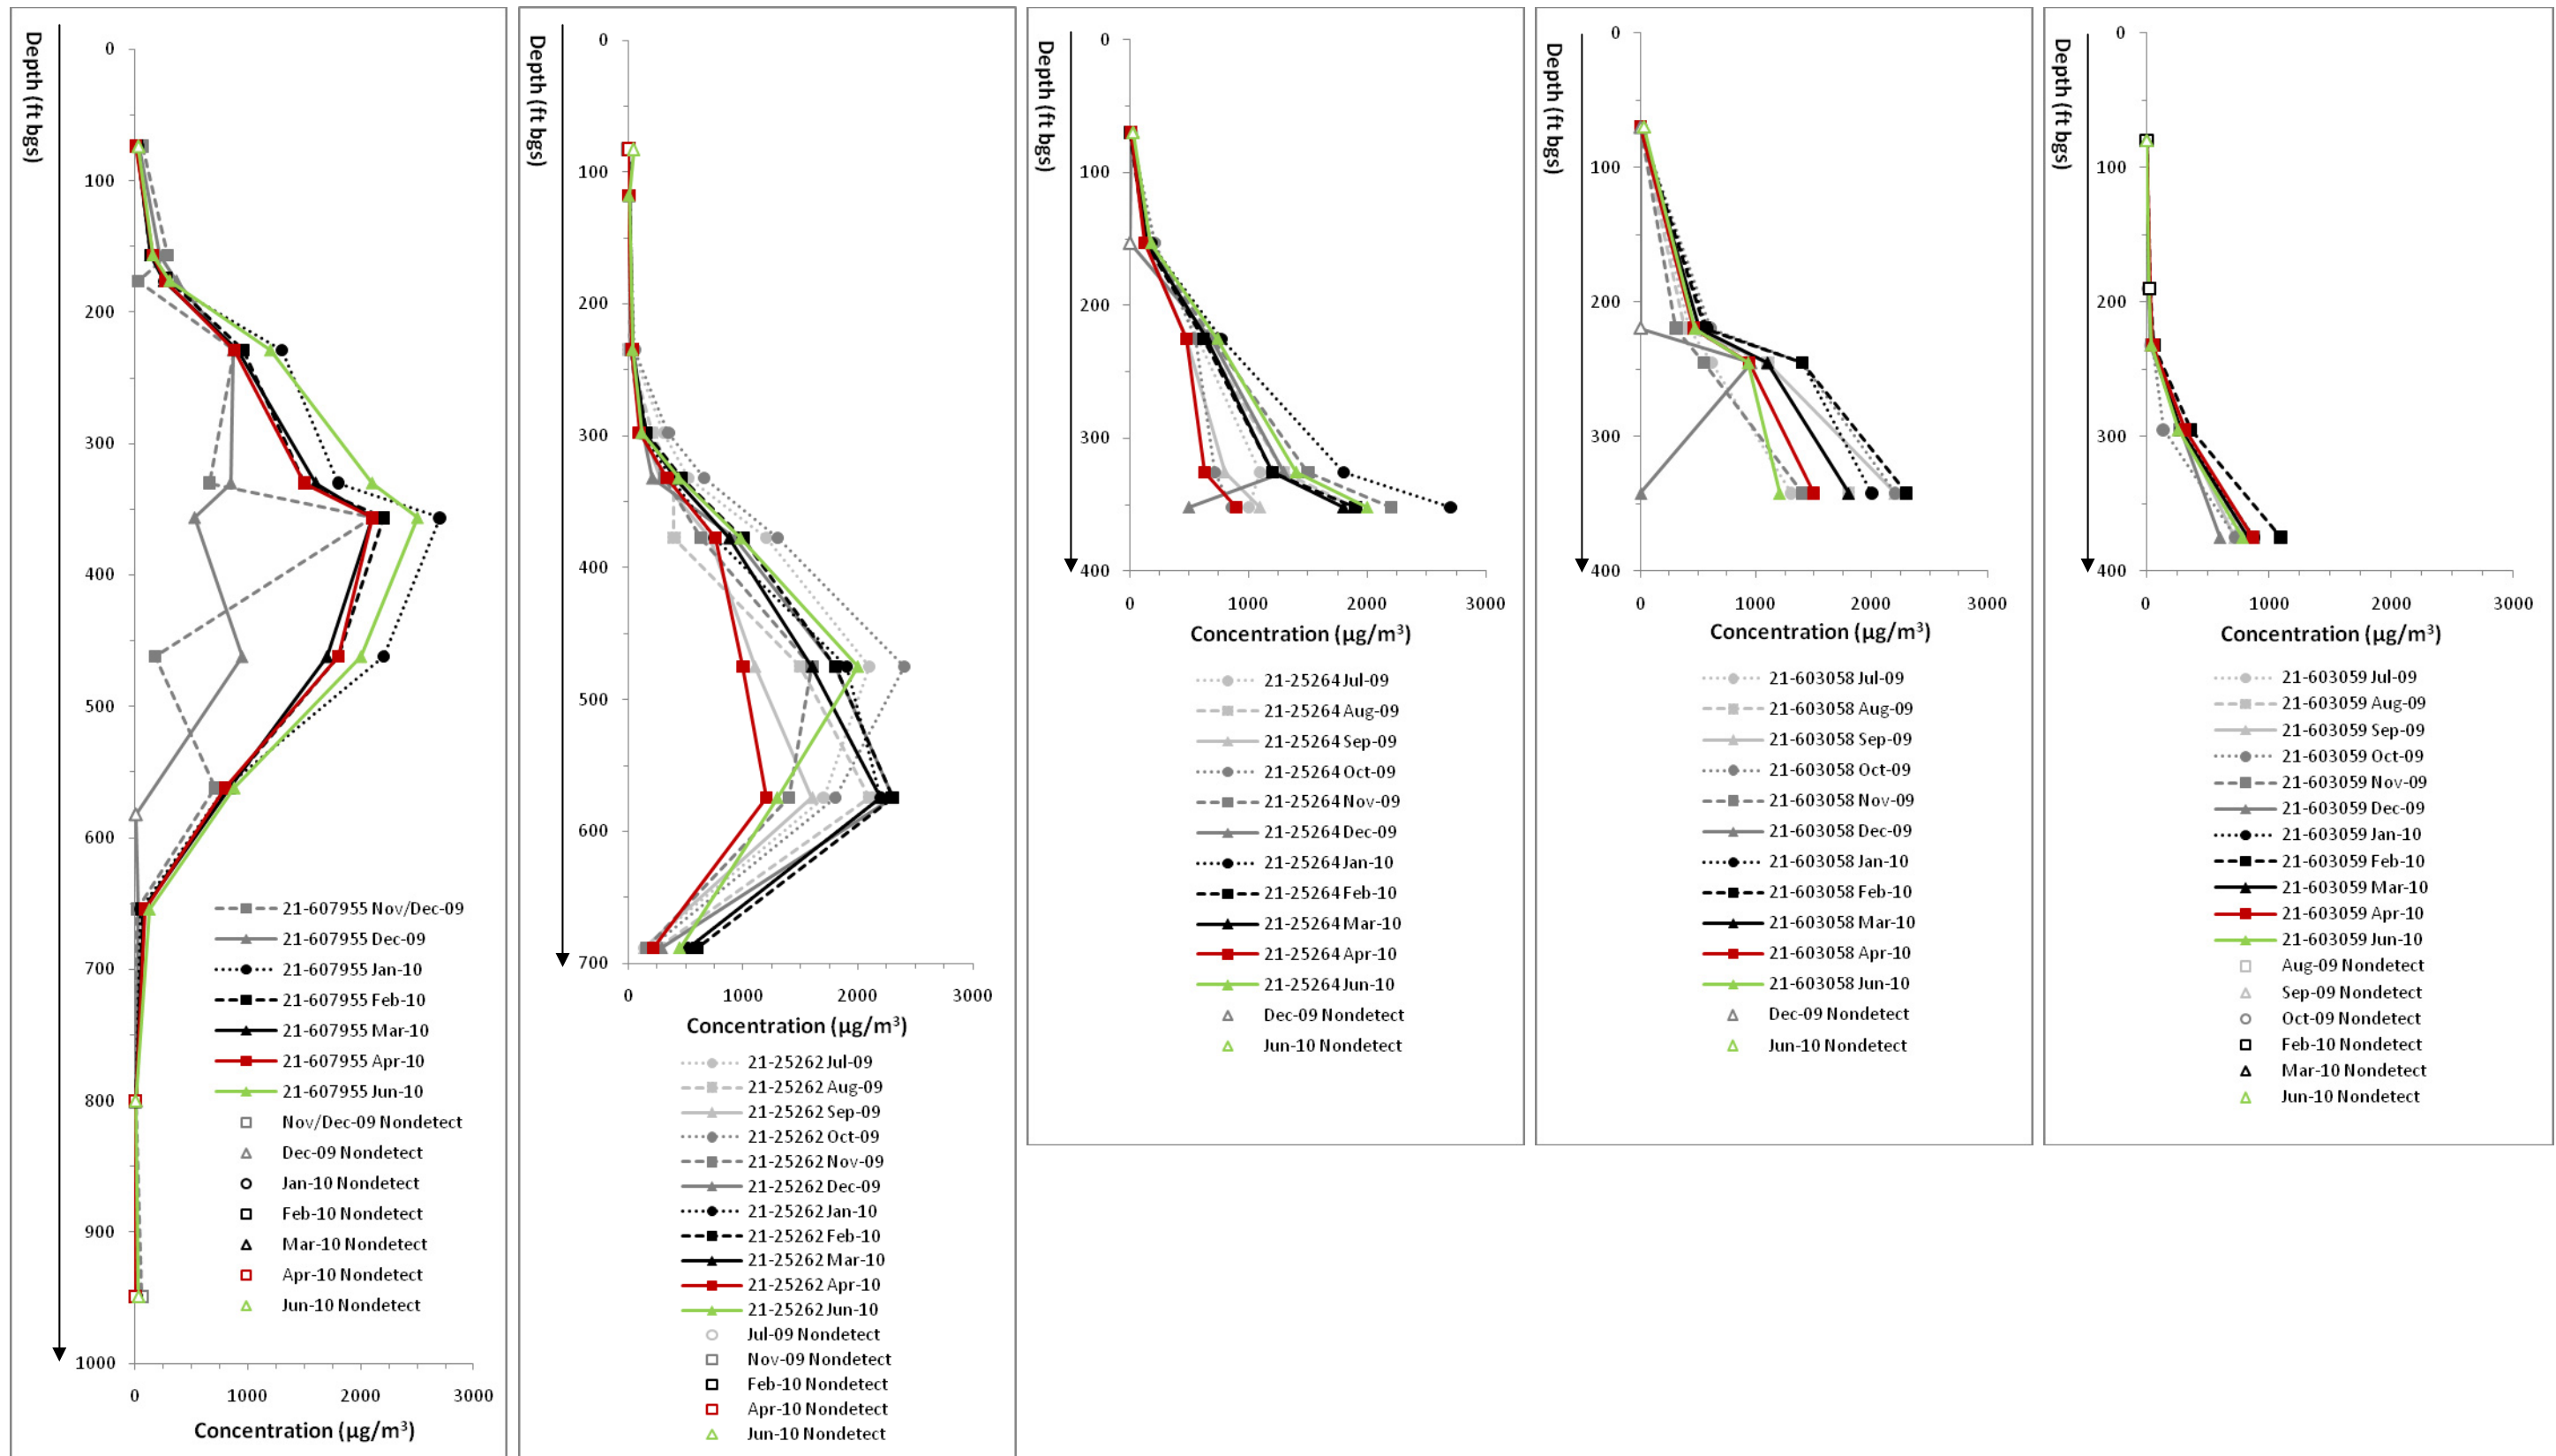 Depth (ft bgs)
0
100
200
300
400
500
600
700
800
900
1000
0 1000 2000 3000
Concentration (µg/m³)
21-607955 Nov/Dec-09
21-607955 Dec-09
21-607955 Jan-10
21-607955 Feb-10
21-607955 Mar-10
21-607955 Apr-10
21-607955 Jun-10
Nov/Dec-09 Nondetect
Dec-09 Nondetect
Jan-10 Nondetect
Feb-10 Nondetect
Mar-10 Nondetect
Apr-10 Nondetect
Jun-10 Nondetect
Depth (ft bgs)
0
100
200
300
400
500
600
700
0 1000 2000 3000
Concentration (µg/m³)
21-25262 Jul-09
21-25262 Aug-09
21-25262 Sep-09
21-25262 Oct-09
21-25262 Nov-09
21-25262 Dec-09
21-25262 Jan-10
21-25262 Feb-10
21-25262 Mar-10
21-25262 Apr-10
21-25262 Jun-10
Jul-09 Nondetect
Nov-09 Nondetect
Feb-10 Nondetect
Apr-10 Nondetect
Jun-10 Nondetect
Depth (ft bgs)
0
100
200
300
400
0 1000 2000 3000
Concentration (µg/m³)
21-25264 Jul-09
21-25264 Aug-09
21-25264 Sep-09
21-25264 Oct-09
21-25264 Nov-09
21-25264 Dec-09
21-25264 Jan-10
21-25264 Feb-10
21-25264 Mar-10
21-25264 Apr-10
21-25264 Jun-10
Dec-09 Nondetect
Jun-10 Nondetect
Depth (ft bgs)
0
100
200
300
400
0 1000 2000 3000
Concentration (µg/m³)
21-603058 Jul-09
21-603058 Aug-09
21-603058 Sep-09
21-603058 Oct-09
21-603058 Nov-09
21-603058 Dec-09
21-603058 Jan-10
21-603058 Feb-10
21-603058 Mar-10
21-603058 Apr-10
21-603058 Jun-10
Dec-09 Nondetect
Jun-10 Nondetect
Depth (ft bgs)
0
100
200
300
400
0 1000 2000 3000
Concentration (µg/m³)
21-603059 Jul-09
21-603059 Aug-09
21-603059 Sep-09
21-603059 Oct-09
21-603059 Nov-09
21-603059 Dec-09
21-603059 Jan-10
21-603059 Feb-10
21-603059 Mar-10
21-603059 Apr-10
21-603059 Jun-10
Aug-09 Nondetect
Sep-09 Nondetect
Oct-09 Nondetect
Feb-10 Nondetect
Mar-10 Nondetect
Jun-10 Nondetect